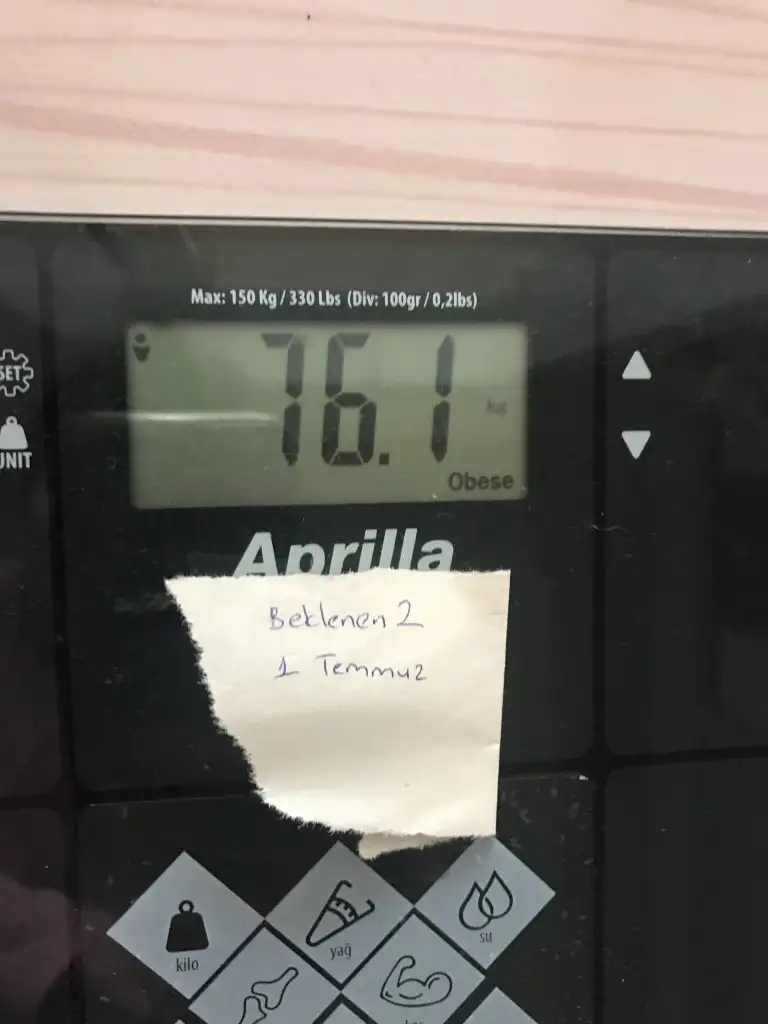 Max: 150 Kg / 330 Lbs (Div: 100gr / 0,2lbs)
SET
UNIT
76.1
kg
Obese
Aprilla
Beklenen 2
1 Temmuz
kilo
yağ
su